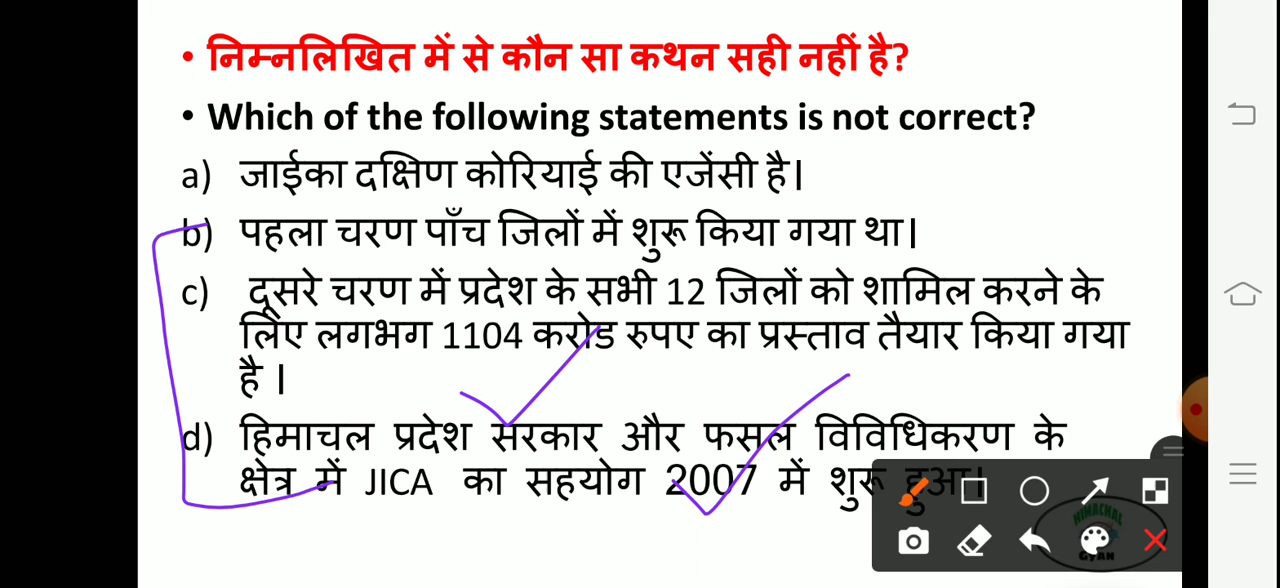 • निम्नलिखित में से कौन सा कथन सही नहीं है?
• Which of the following statements is not correct?
a) जाईका दक्षिण कोरियाई की एजेंसी है।
b) पहला चरण पाँच जिलों में शुरू किया गया था।
c) दूसरे चरण में प्रदेश के सभी 12 जिलों को शामिल करने के
लिए लगभग 1104 करोड रुपए का प्रस्ताव तैयार किया गया
है ।
d) हिमाचल प्रदेश सरकार और फसल विविधिकरण के
क्षेत्र में JICA का सहयोग 2007 में शुरू हुआ।
HIMACHAL
GYAN